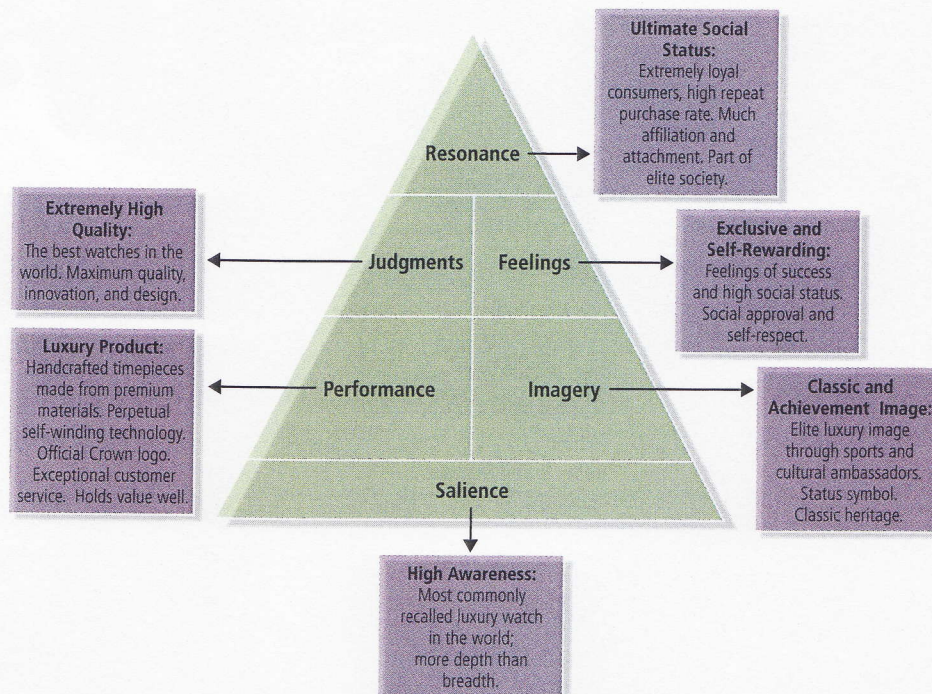 Ultimate Social
Status:
Extremely loyal
consumers, high repeat
purchase rate. Much
affiliation and
attachment. Part of
elite society.
Resonance
Extremely High
Quality:
The best watches in the
world. Maximum quality,
innovation, and design.
Judgments
Feelings
Exclusive and
Self-Rewarding:
Feelings of success
and high social status.
Social approval and
self-respect.
Luxury Product:
Handcrafted timepieces
made from premium
materials. Perpetual
self-winding technology.
Official Crown logo.
Exceptional customer
service. Holds value well.
Performance
Imagery
Classic and
Achievement Image:
Elite luxury image
through sports and
cultural ambassadors.
Status symbol.
Classic heritage.
Salience
High Awareness:
Most commonly
recalled luxury watch
in the world;
more depth than
breadth.